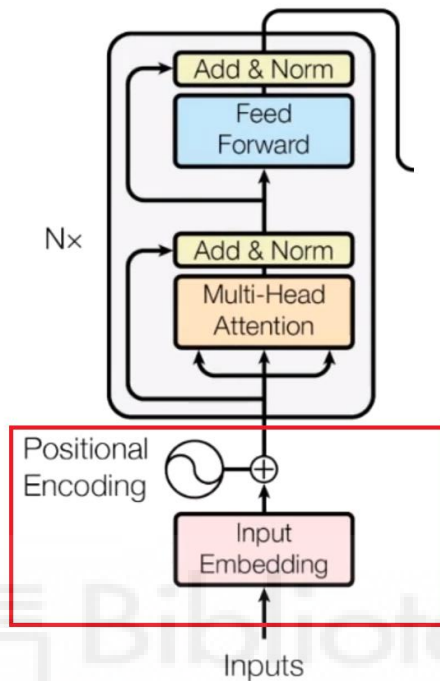 Add & Norm
Feed
Forward
Nx
Add & Norm
Multi-Head
Attention
Positional
Encoding
Input
Embedding
Inputs